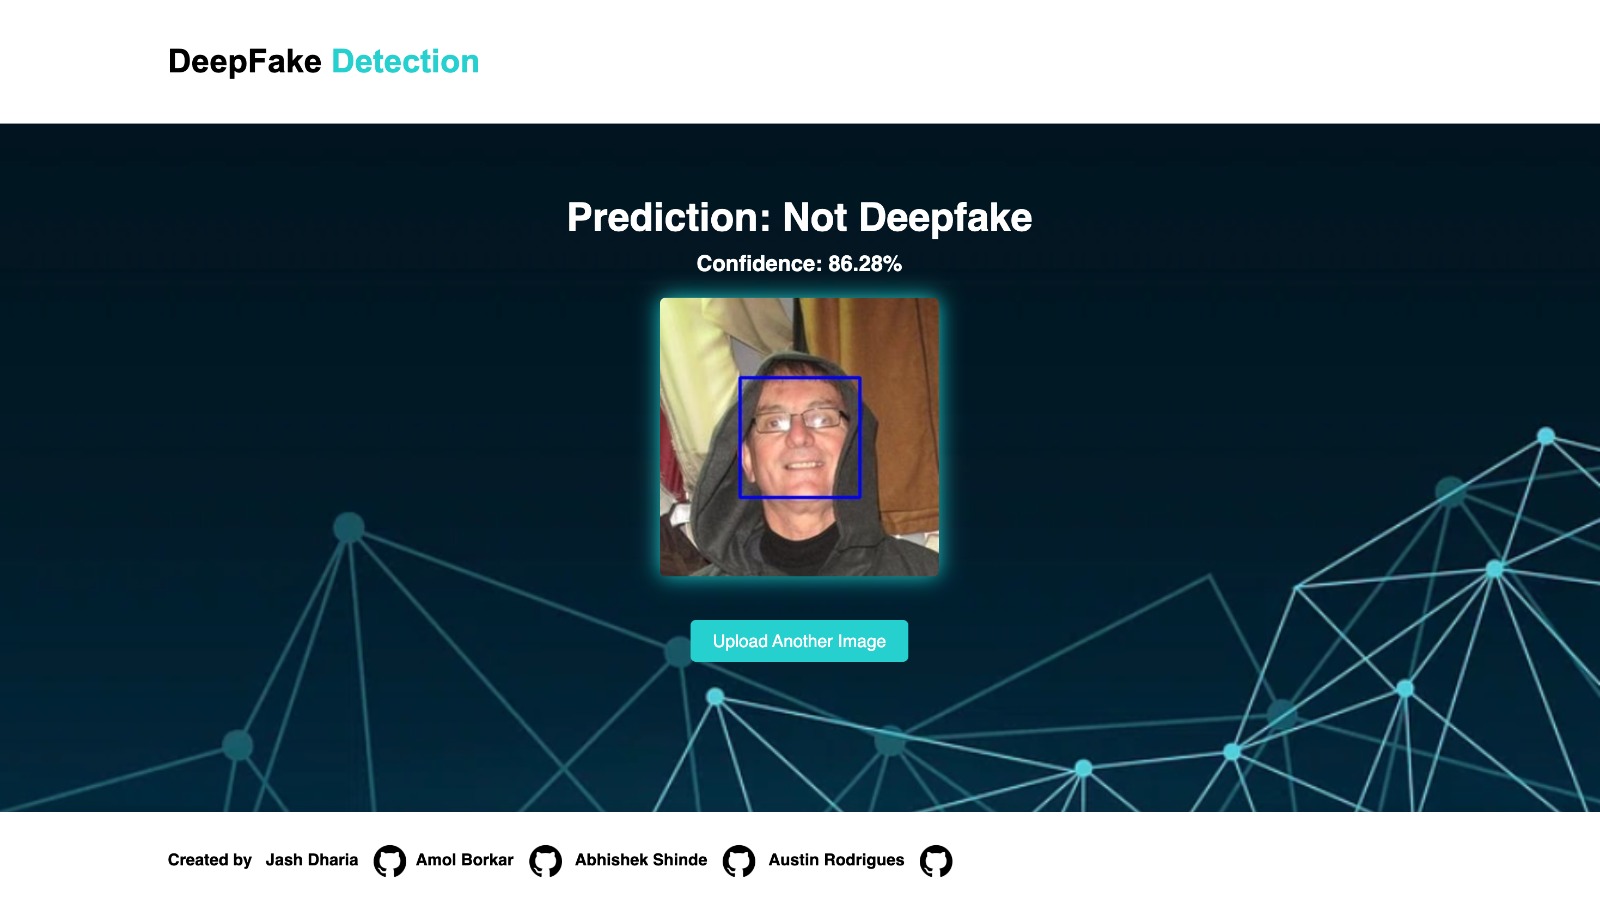 DeepFake Detection
Prediction: Not Deepfake
Confidence: 86.28%
Upload Another Image
Created by Jash Dharia Amol Borkar Abhishek Shinde Austin Rodrigues